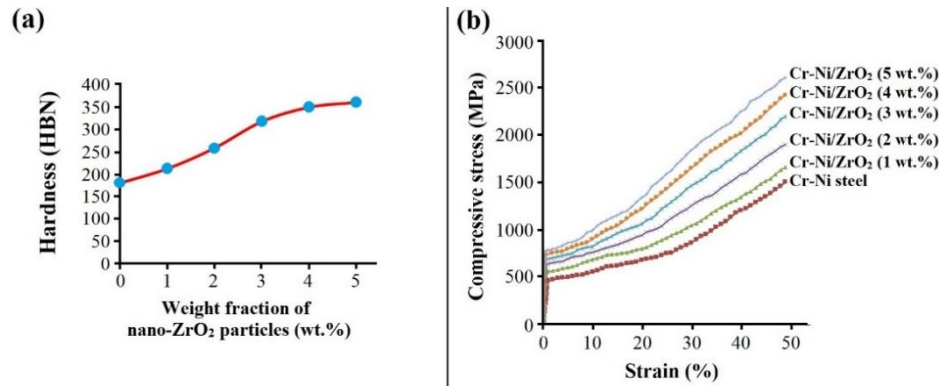 (a)
Hardness (HBN)
400
350
300
250
200
150
100
50
0
0 1 2 3 4 5
Weight fraction of
nano-ZrO₂ particles (wt.%)
(b)
Compressive stress (MPa)
3000
2500
2000
1500
1000
500
0
0 10 20 30 40 50
Strain (%)
Cr-Ni/ZrO₂ (5 wt.%)
Cr-Ni/ZrO₂ (4 wt.%)
Cr-Ni/ZrO₂ (3 wt.%)
Cr-Ni/ZrO₂ (2 wt.%)
Cr-Ni/ZrO₂ (1 wt.%)
Cr-Ni steel